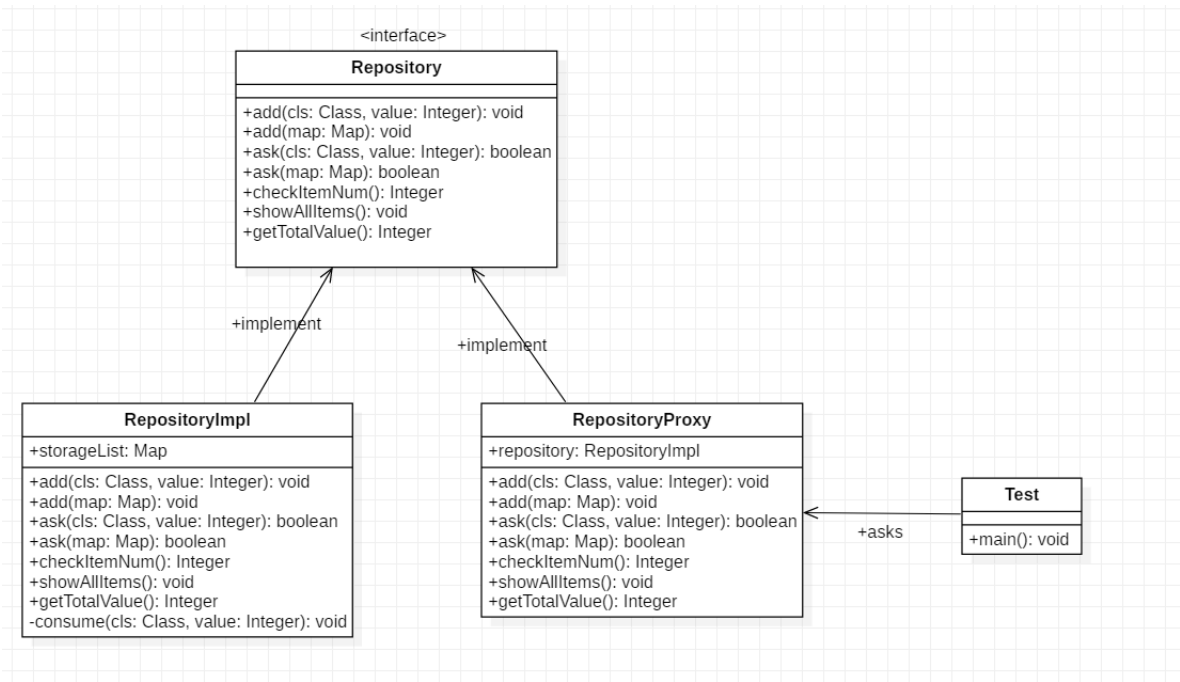 <interface>
Repository
+add(cls: Class, value: Integer): void
+add(map: Map): void
+ask(cls: Class, value: Integer): boolean
+ask(map: Map): boolean
+checkItemNum(): Integer
+showAllItems(): void
+getTotalValue(): Integer
+implement
+implement
RepositoryImpl
+storageList: Map
+add(cls: Class, value: Integer): void
+add(map: Map): void
+ask(cls: Class, value: Integer): boolean
+ask(map: Map): boolean
+checkItemNum(): Integer
+showAllItems(): void
+getTotalValue(): Integer
-consume(cls: Class, value: Integer): void
RepositoryProxy
+repository: RepositoryImpl
+add(cls: Class, value: Integer): void
+add(map: Map): void
+ask(cls: Class, value: Integer): boolean
+ask(map: Map): boolean
+checkItemNum(): Integer
+showAllItems(): void
+getTotalValue(): Integer
+asks
Test
+main(): void